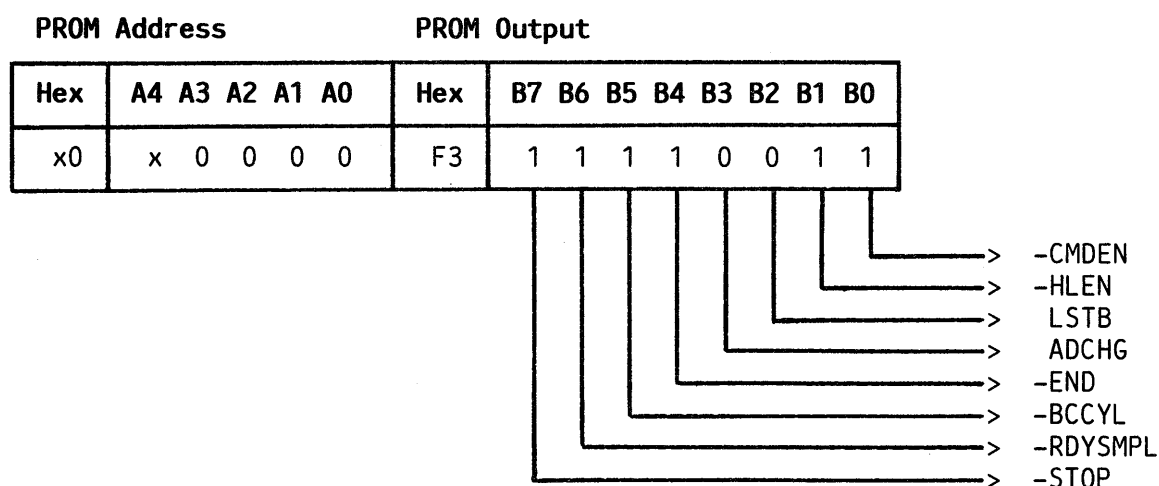 PROM Address PROM Output
Hex A4 A3 A2 A1 A0 Hex B7 B6 B5 B4 B3 B2 B1 B0
x0 x 0 0 0 0 F3 1 1 1 1 0 0 1 1
> -CMDEN
> -HLEN
> LSTB
> ADCHG
> -END
> -BCCYL
> -RDYSMPL
> -STOP